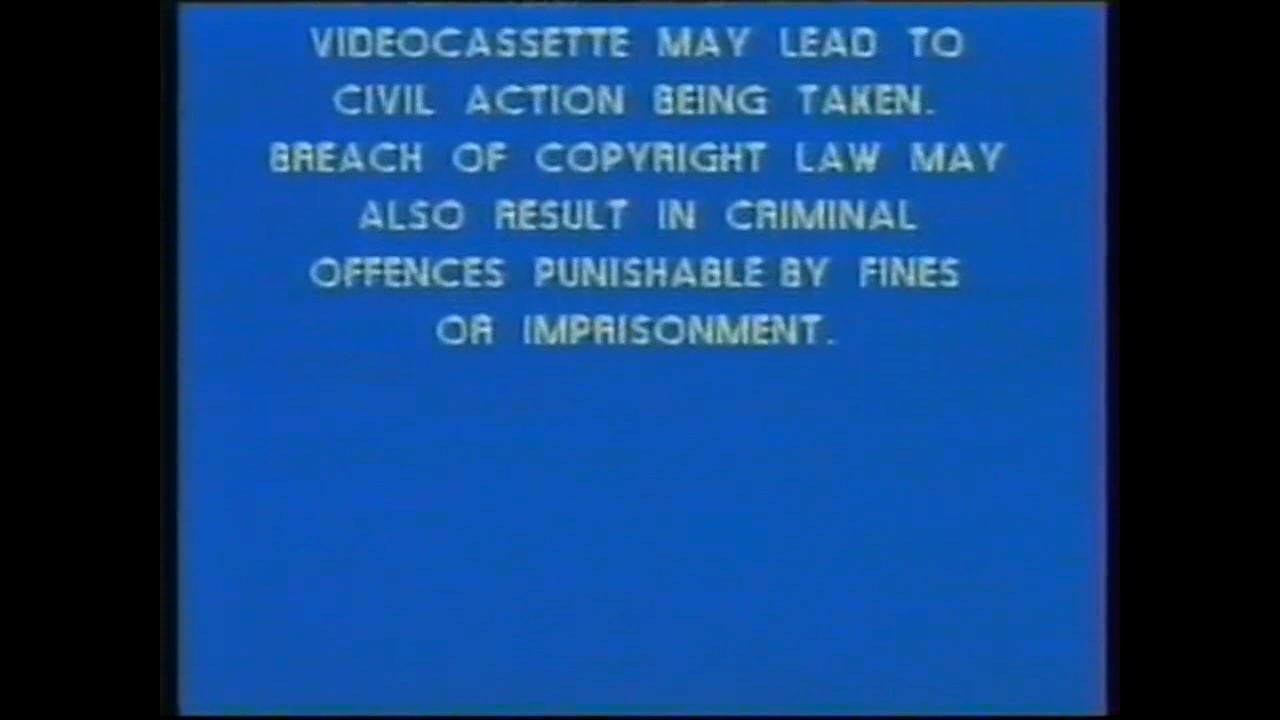 VIDEOCASSETTE MAY LEAD TO
CIVIL ACTION BEING TAKEN.
BREACH OF COPYRIGHT LAW MAY
ALSO RESULT IN CRIMINAL
OFFENCES PUNISHABLE BY FINES
OR IMPRISONMENT.